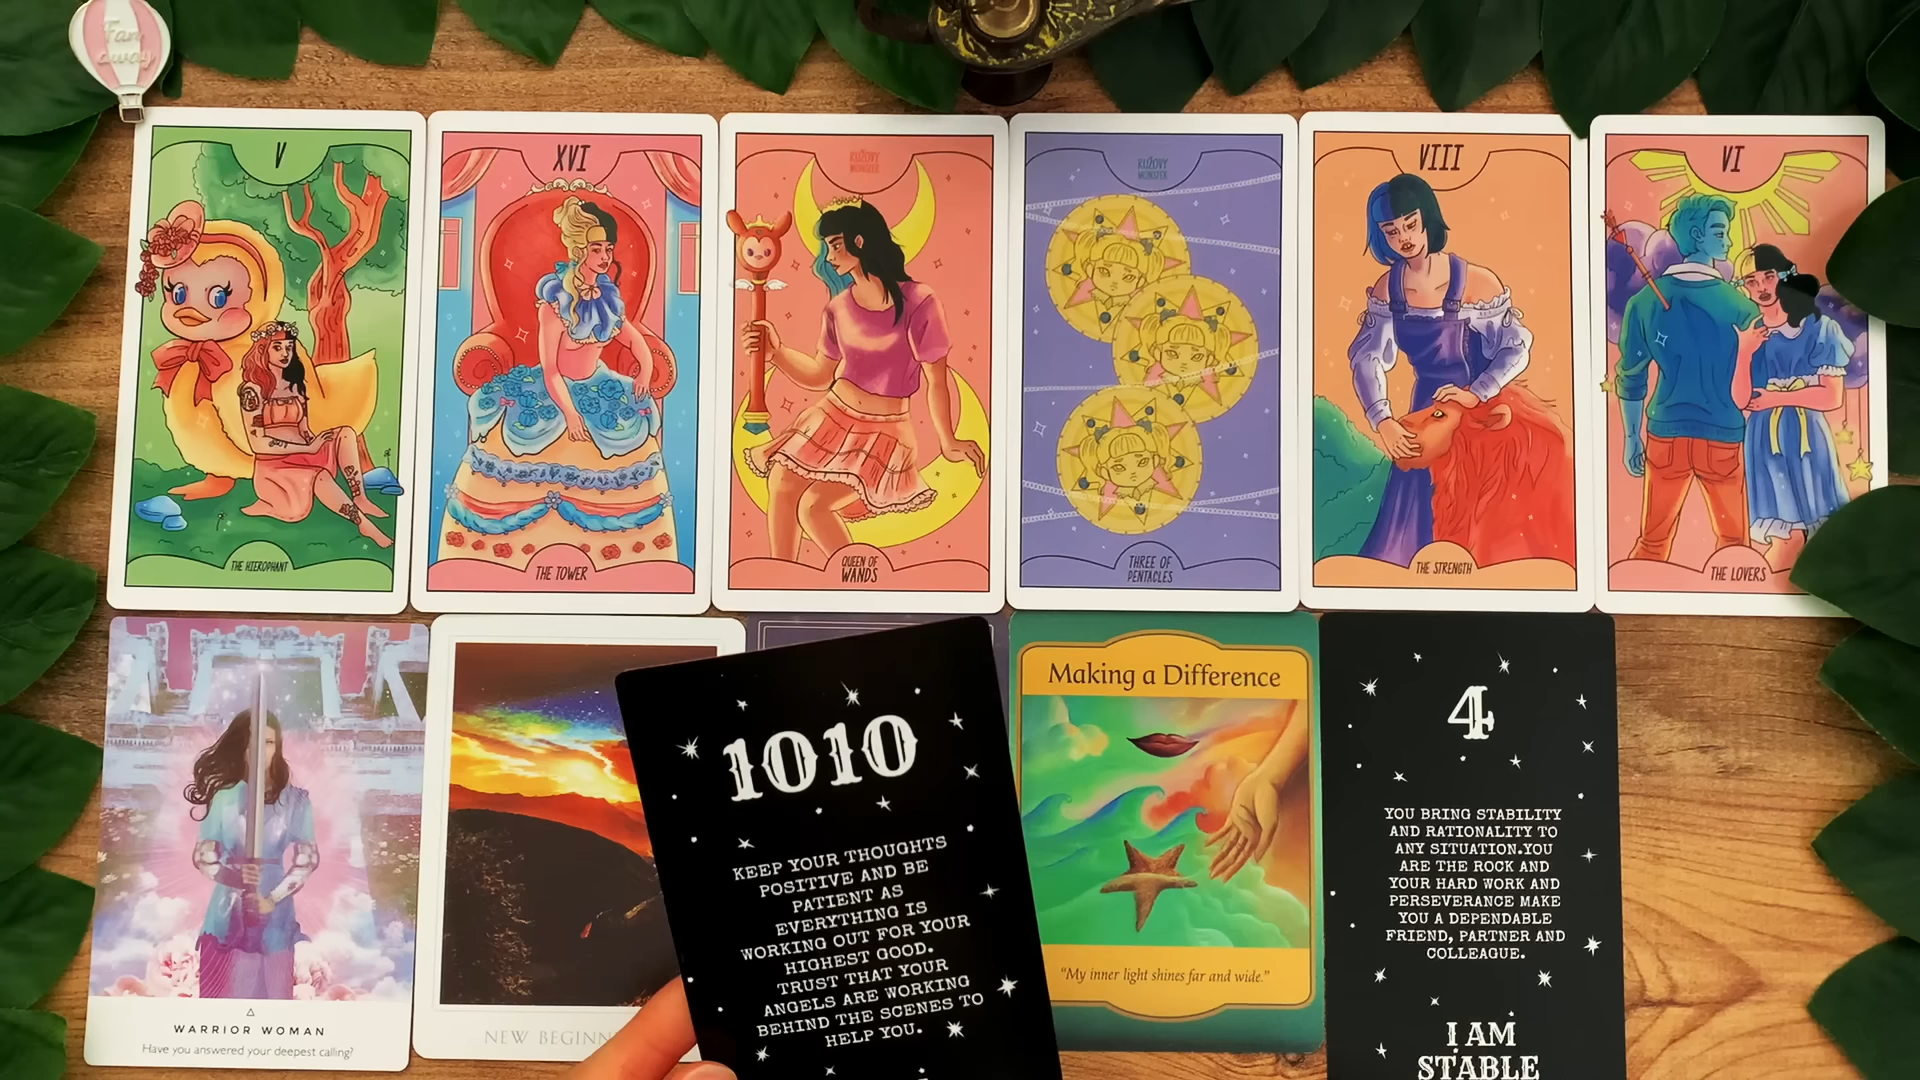 Far
away
V
THE HIEROPHANT
XVI
THE TOWER
RUŽOVY
MONSTER
QUEEN OF
WANDS
RUŽOVY
MONSTER
THREE OF
PENTACLES
VIII
THE STRENGTH
VI
THE LOVERS
WARRIOR WOMAN
Have you answered your deepest calling?
1010
KEEP YOUR THOUGHTS
POSITIVE AND BE
PATIENT AS
EVERYTHING IS
WORKING OUT FOR YOUR
HIGHEST GOOD.
TRUST THAT YOUR
ANGELS ARE WORKING
BEHIND THE SCENES TO
HELP YOU.
NEW BEGINN
Making a Difference
"My inner light shines far and wide."
4
YOU BRING STABILITY
AND RATIONALITY TO
ANY SITUATION.YOU
ARE THE ROCK AND
YOUR HARD WORK AND
PERSEVERANCE MAKE
YOU A DEPENDABLE
FRIEND, PARTNER AND
COLLEAGUE.
I AM
STABLE